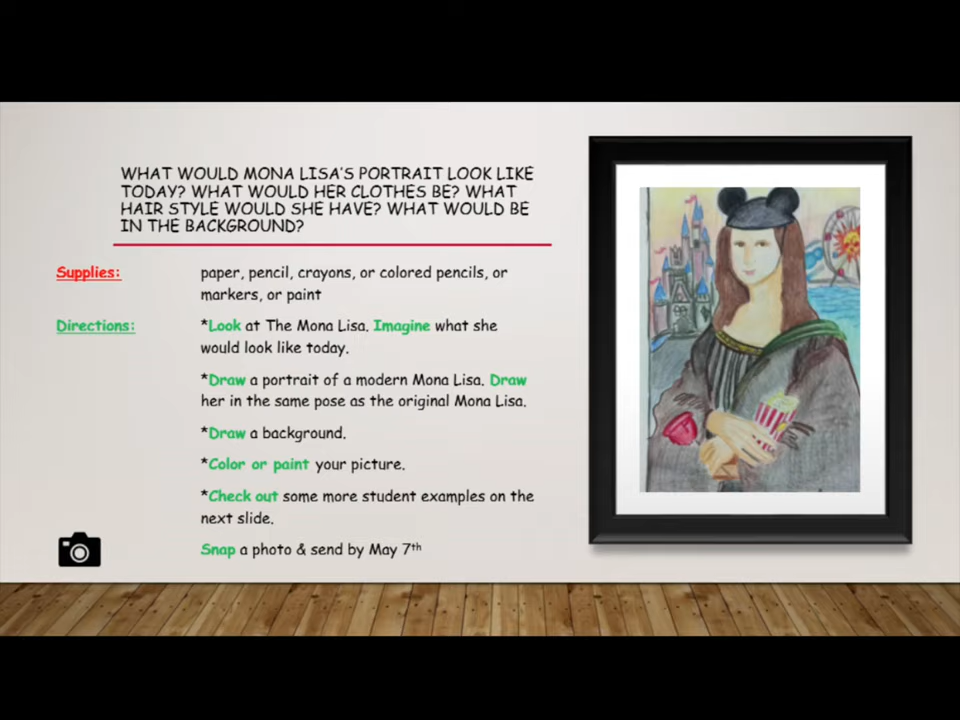 WHAT WOULD MONA LISA'S PORTRAIT LOOK LIKE
TODAY? WHAT WOULD HER CLOTHES BE? WHAT
HAIR STYLE WOULD SHE HAVE? WHAT WOULD BE
IN THE BACKGROUND?
Supplies: paper, pencil, crayons, or colored pencils, or
markers, or paint
Directions: *Look at The Mona Lisa. Imagine what she
would look like today.
*Draw a portrait of a modern Mona Lisa. Draw
her in the same pose as the original Mona Lisa.
*Draw a background.
*Color or paint your picture.
*Check out some more student examples on the
next slide.
Snap a photo & send by May 7th